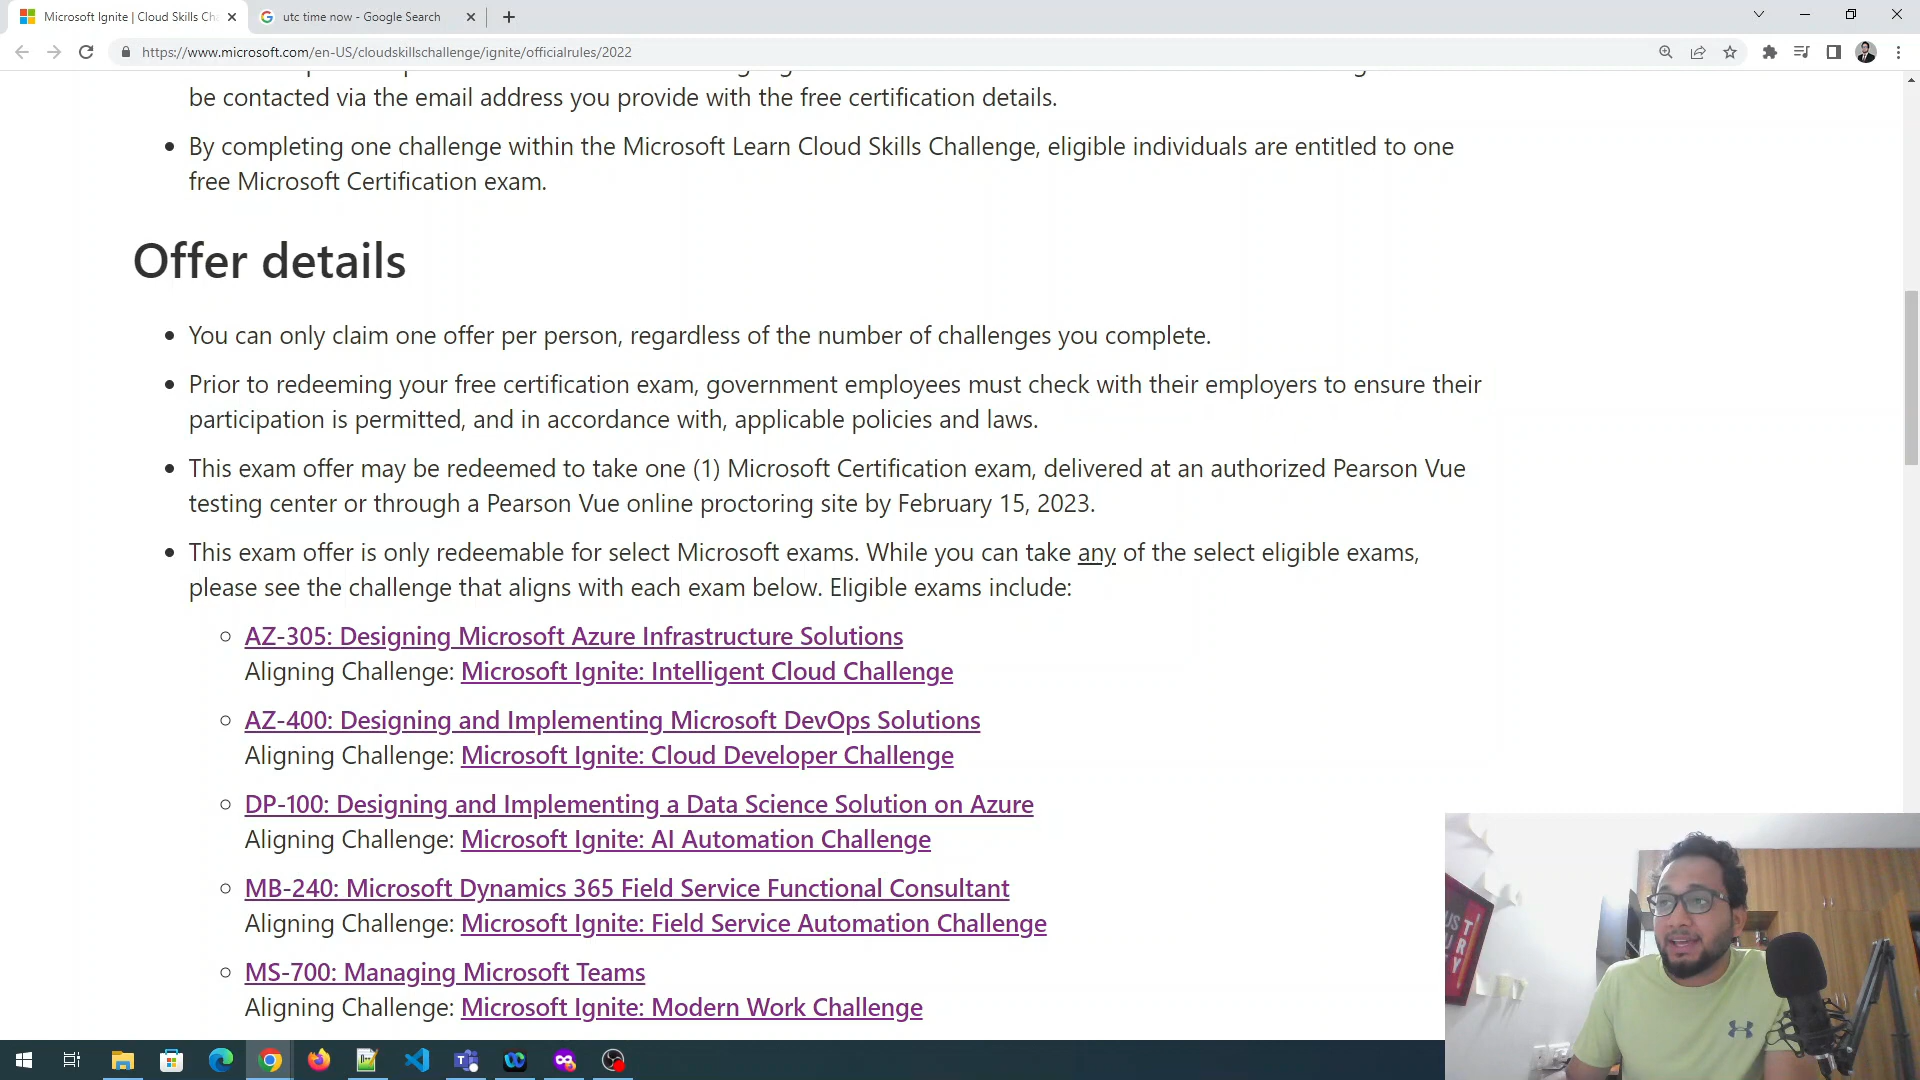 Microsoft Ignite | Cloud Skills Cha
utc time now - Google Search
https://www.microsoft.com/en-US/cloudskillschallenge/ignite/officialrules/2022
be contacted via the email address you provide with the free certification details.
• By completing one challenge within the Microsoft Learn Cloud Skills Challenge, eligible individuals are entitled to one
free Microsoft Certification exam.
Offer details
• You can only claim one offer per person, regardless of the number of challenges you complete.
• Prior to redeeming your free certification exam, government employees must check with their employers to ensure their
participation is permitted, and in accordance with, applicable policies and laws.
• This exam offer may be redeemed to take one (1) Microsoft Certification exam, delivered at an authorized Pearson Vue
testing center or through a Pearson Vue online proctoring site by February 15, 2023.
• This exam offer is only redeemable for select Microsoft exams. While you can take any of the select eligible exams,
please see the challenge that aligns with each exam below. Eligible exams include:
○ AZ-305: Designing Microsoft Azure Infrastructure Solutions
Aligning Challenge: Microsoft Ignite: Intelligent Cloud Challenge
○ AZ-400: Designing and Implementing Microsoft DevOps Solutions
Aligning Challenge: Microsoft Ignite: Cloud Developer Challenge
○ DP-100: Designing and Implementing a Data Science Solution on Azure
Aligning Challenge: Microsoft Ignite: AI Automation Challenge
○ MB-240: Microsoft Dynamics 365 Field Service Functional Consultant
Aligning Challenge: Microsoft Ignite: Field Service Automation Challenge
○ MS-700: Managing Microsoft Teams
Aligning Challenge: Microsoft Ignite: Modern Work Challenge